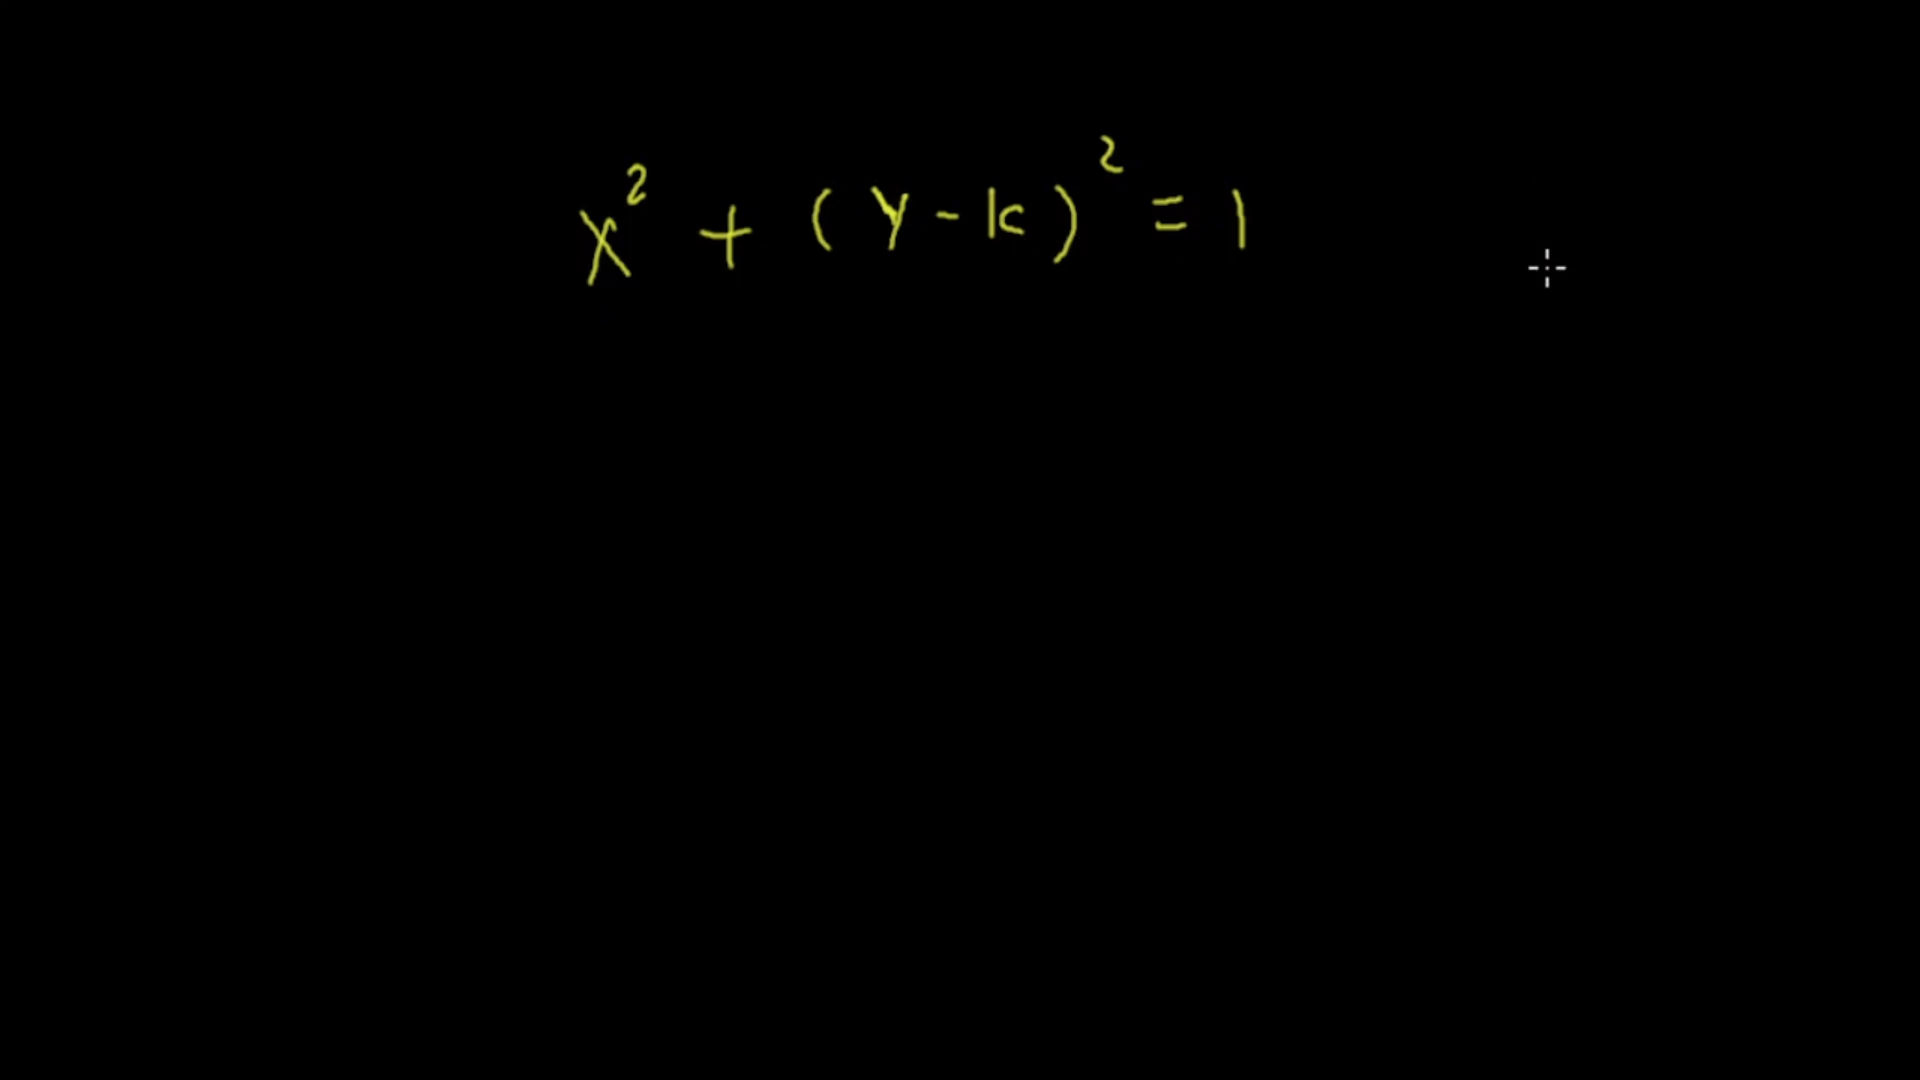 x² + (y - k)² = 1